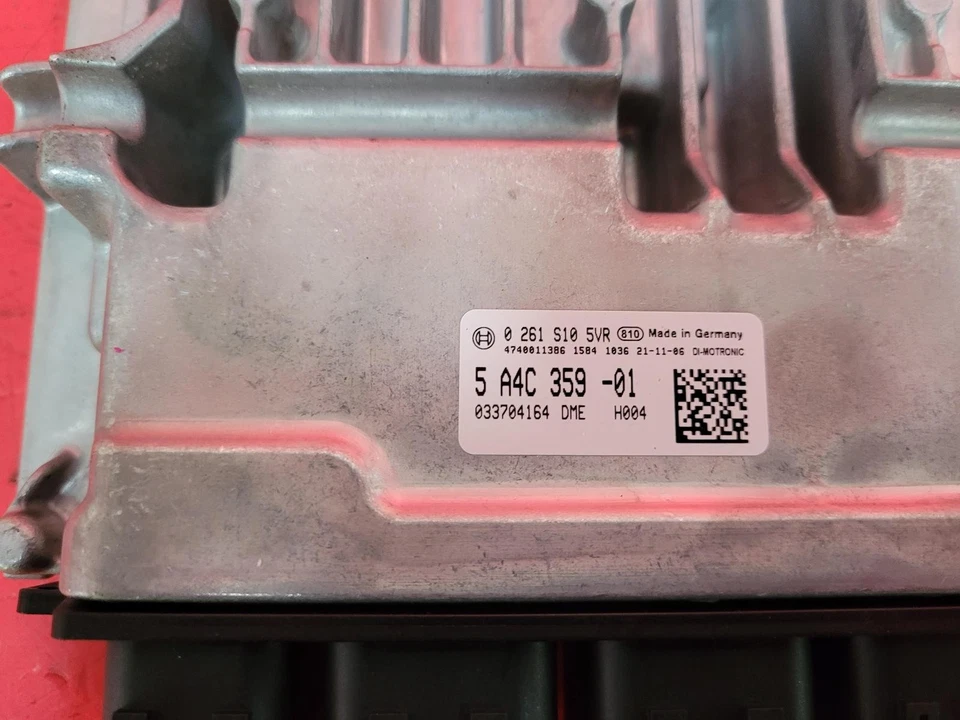 0 261 S10 5VR 810 Made in Germany
4740011386 1584 1036 21-11-06 DI-MOTRONIC
5 A4C 359 -01
033704164 DME H004